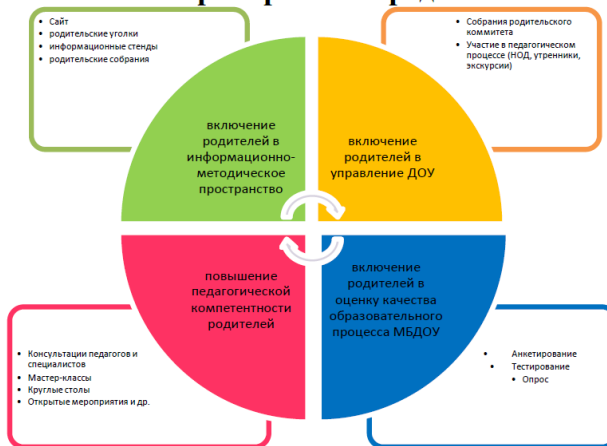 Сайт
родительские уголки
информационные стенды
родительские собрания
Собрания родительского
коммитета
Участие в педагогическом
процессе (НОД, утренники,
экскурсии)
включение
родителей в
информационно-
методическое
пространство
включение
родителей в
управление ДОУ
повышение
педагогической
компетентности
родителей
включение
родителей в
оценку качества
образовательного
процесса МБДОУ
Консультации педагогов и
специалистов
Мастер-классы
Круглые столы
Открытые мероприятия и др.
Анкетирование
Тестирование
Опрос